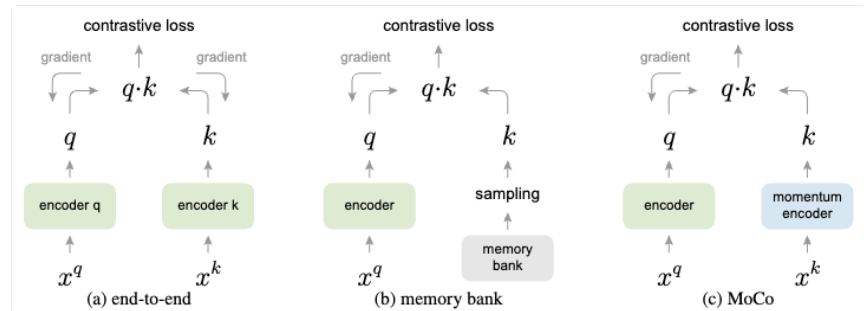 contrastive loss
gradient gradient
q·k
q k
encoder q encoder k
x^q x^k
(a) end-to-end
contrastive loss
gradient
q·k
q k
sampling
encoder
memory
bank
x^q
(b) memory bank
contrastive loss
gradient
q·k
q k
encoder
momentum
encoder
x^q x^k
(c) MoCo